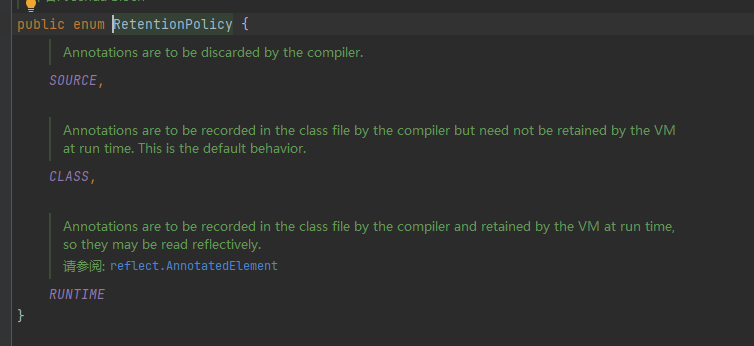 public enum RetentionPolicy {
Annotations are to be discarded by the compiler.
SOURCE,
Annotations are to be recorded in the class file by the compiler but need not be retained by the VM
at run time. This is the default behavior.
CLASS,
Annotations are to be recorded in the class file by the compiler and retained by the VM at run time,
so they may be read reflectively.
请参阅: reflect.AnnotatedElement
RUNTIME
}